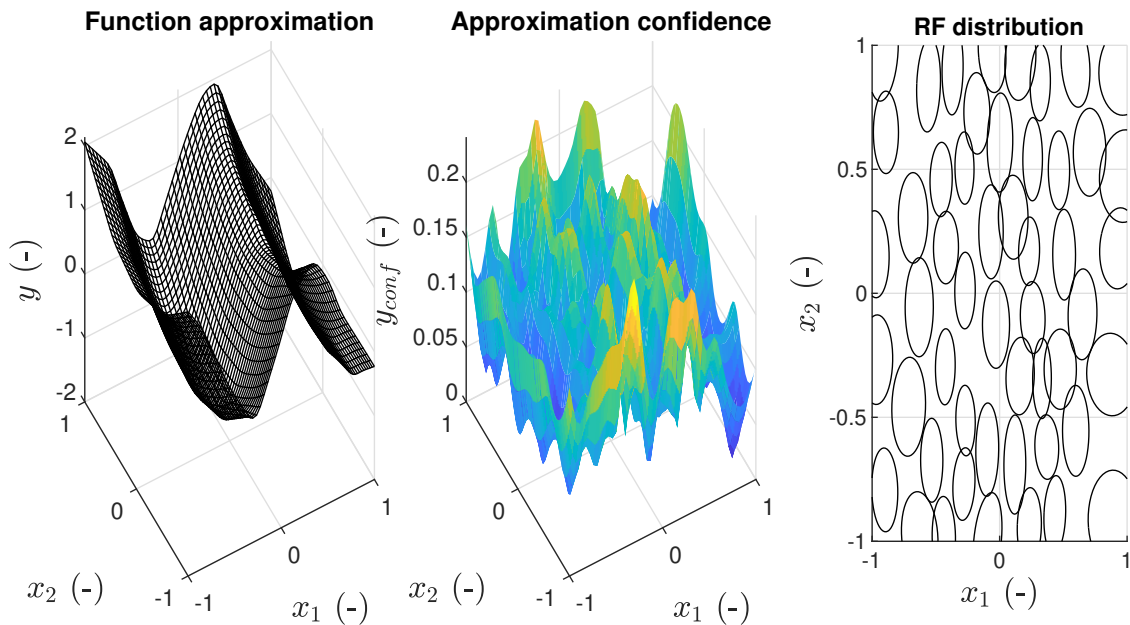 Function approximation
2
1
0
-1
-2
y (-)
1
0
-1
x₂ (-)
-1
0
1
x₁ (-)
Approximation confidence
0.2
0.15
0.1
0.05
0
y_conf (-)
1
0
-1
x₂ (-)
-1
0
1
x₁ (-)
RF distribution
1
0.5
0
-0.5
-1
x₂ (-)
-1
0
1
x₁ (-)